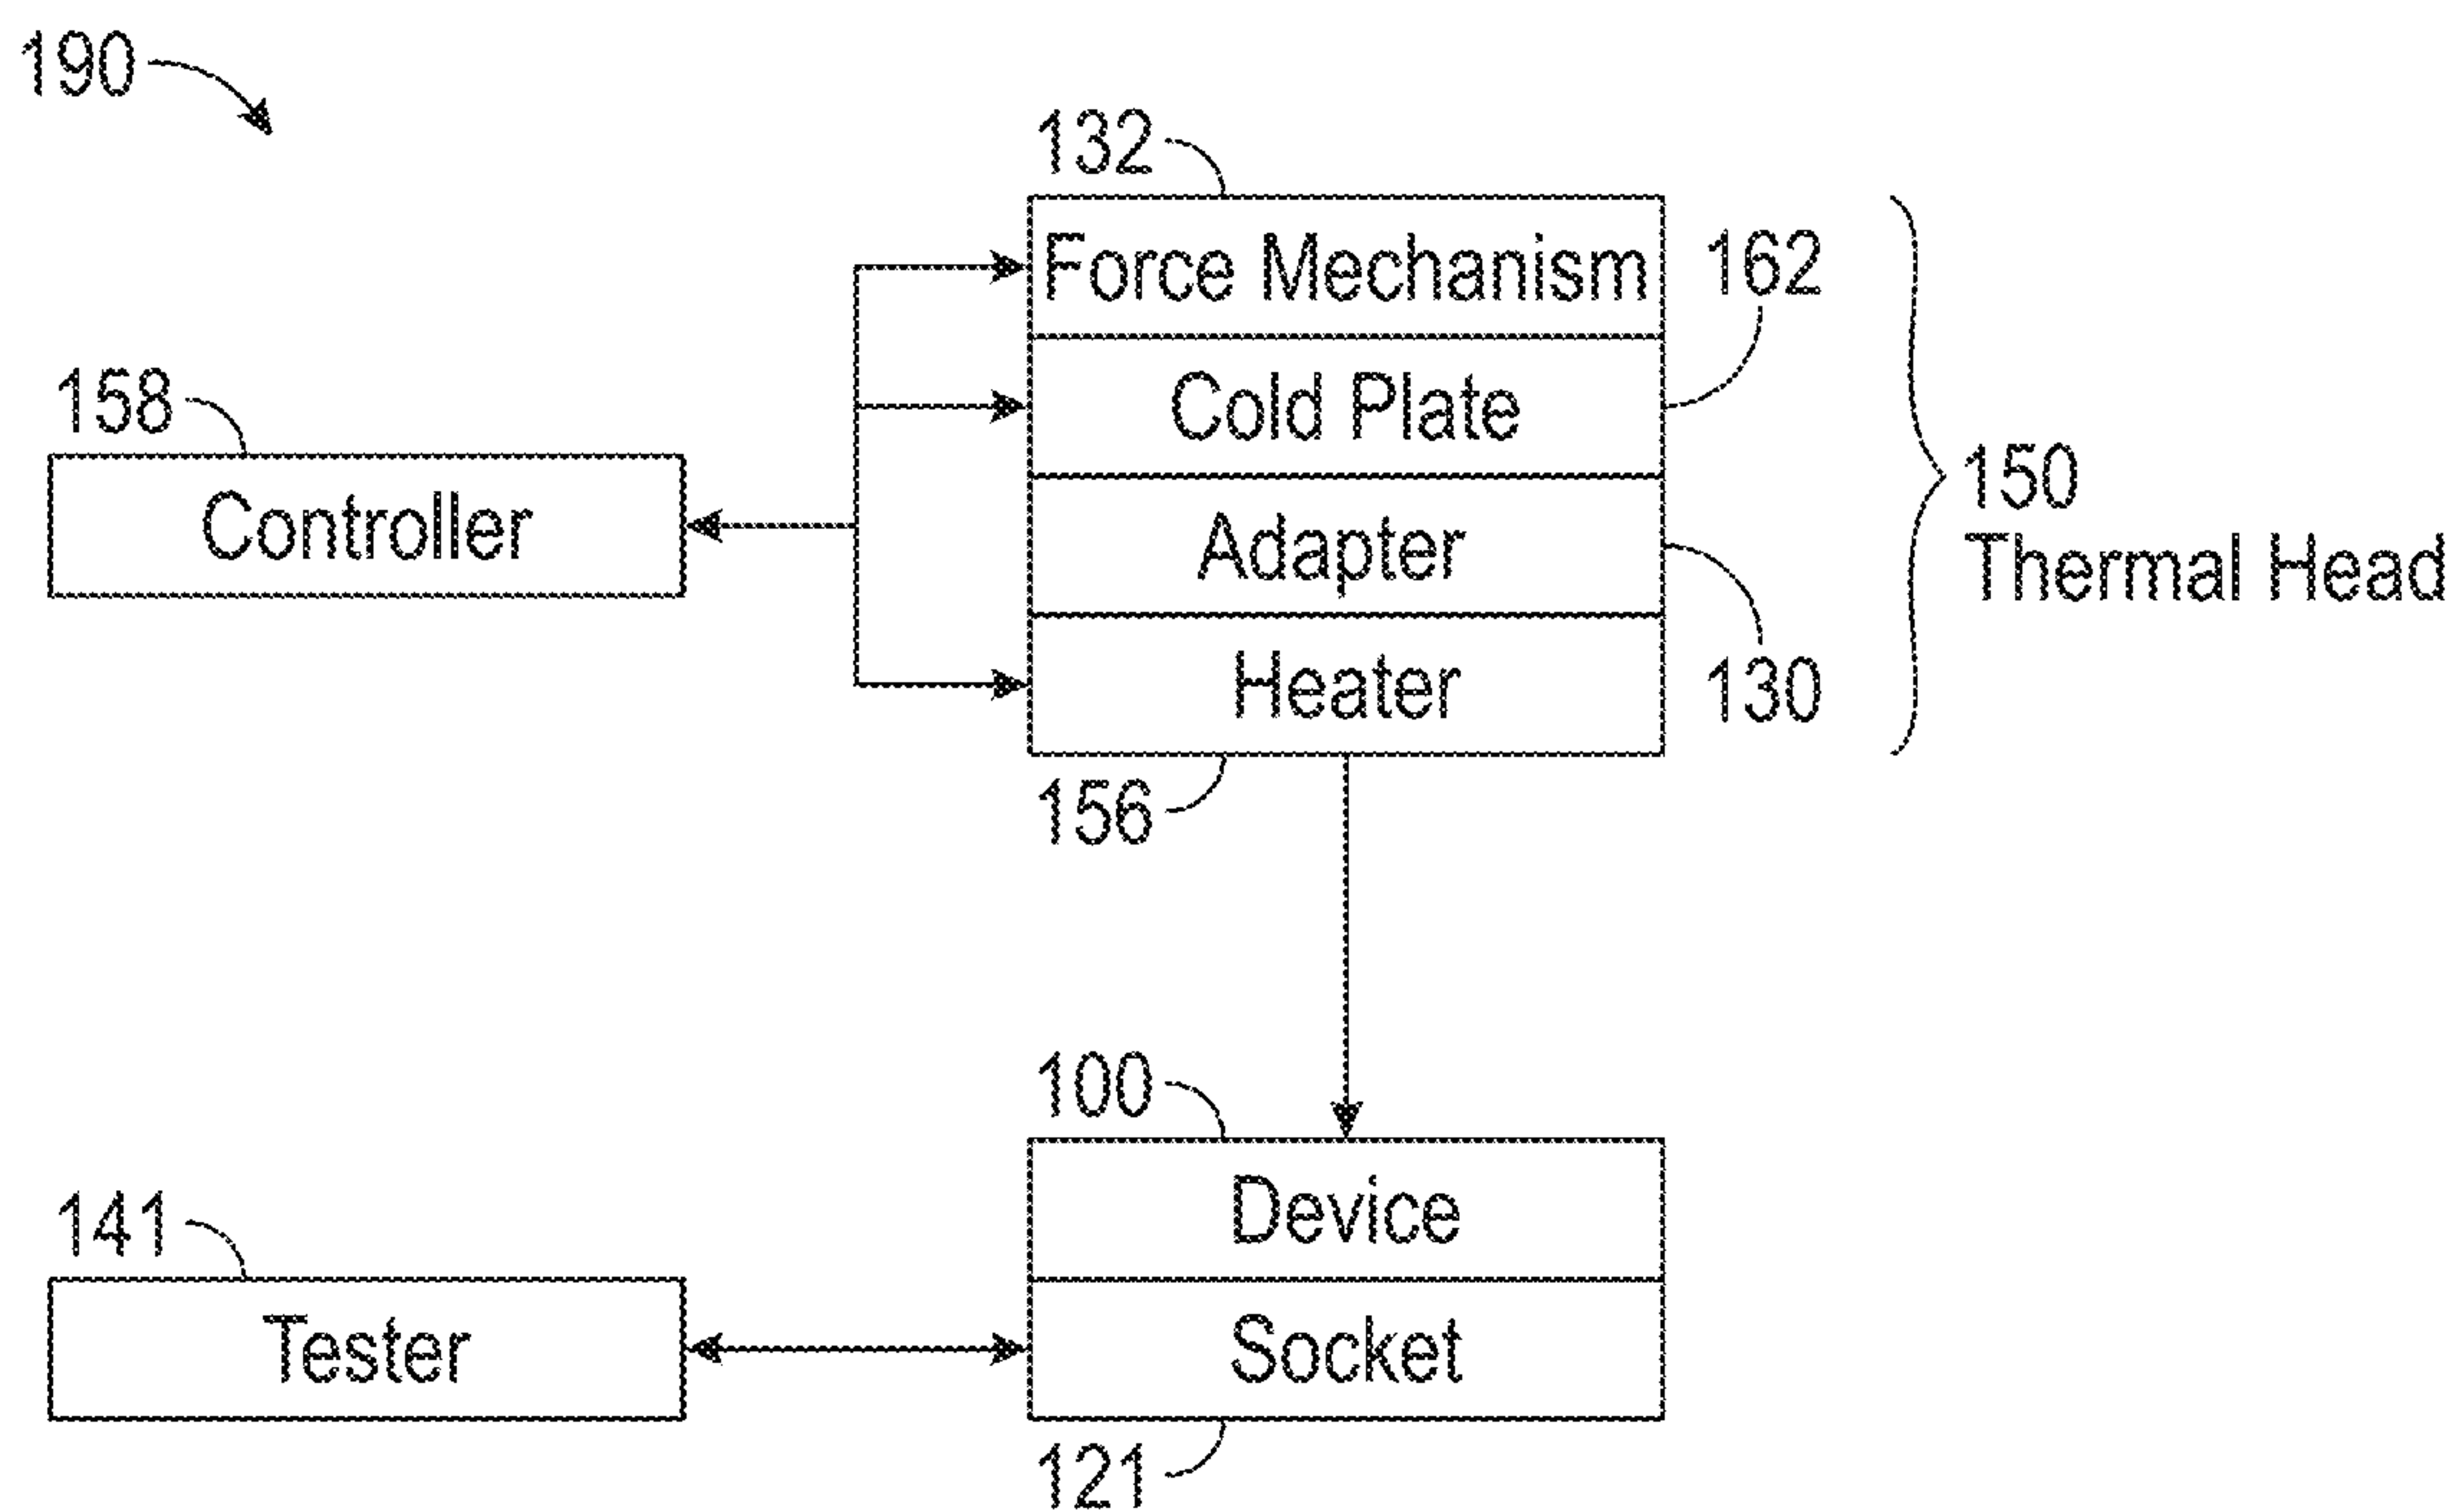 190
132
Force Mechanism
162
158
Cold Plate
Controller
Adapter
150
Thermal Head
Heater
130
156
100
Device
141
Tester
Socket
121